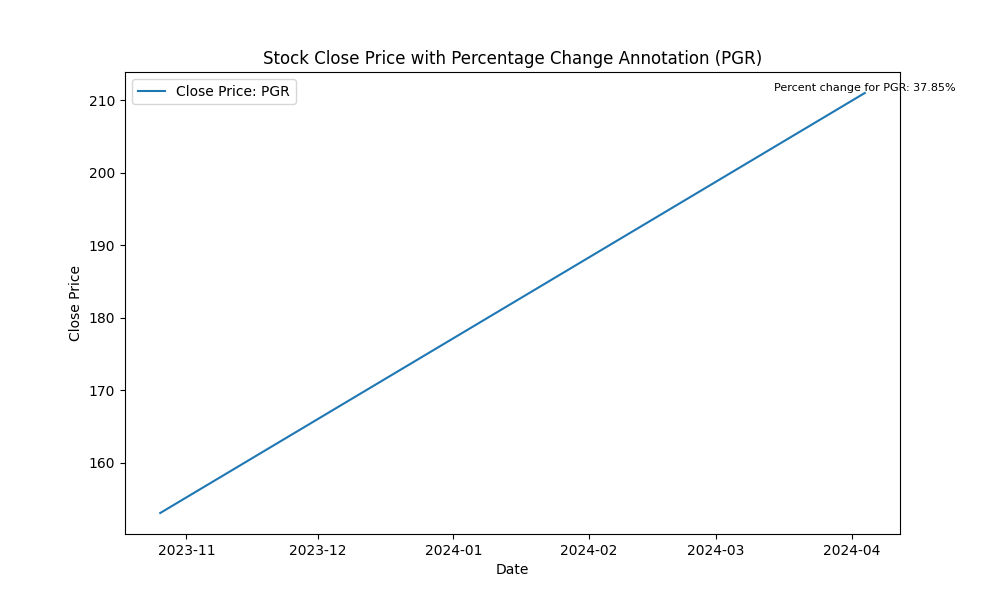 Stock Close Price with Percentage Change Annotation (PGR)
Close Price: PGR
Percent change for PGR: 37.85%
210
200
190
180
170
160
Close Price
2023-11 2023-12 2024-01 2024-02 2024-03 2024-04
Date